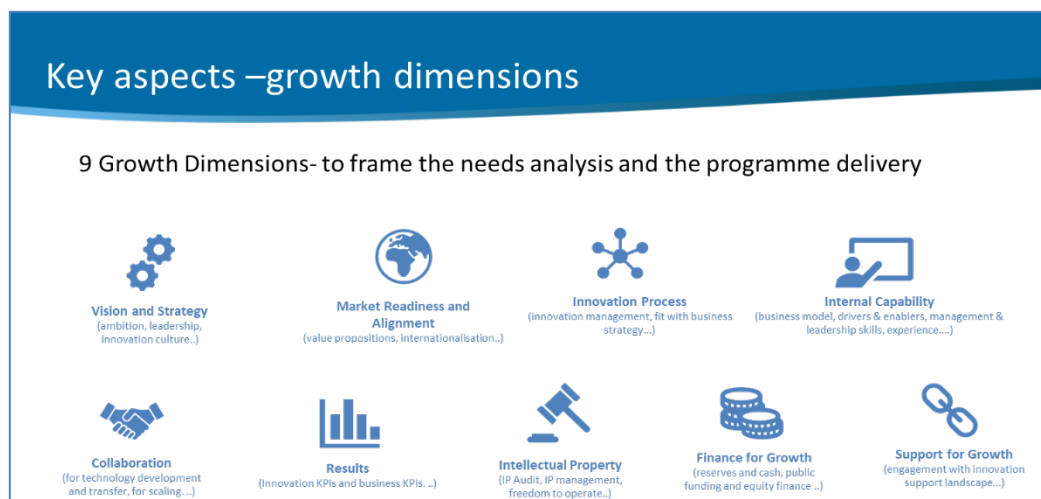 Key aspects –growth dimensions
9 Growth Dimensions- to frame the needs analysis and the programme delivery
Vision and Strategy
(ambition, leadership,
innovation culture..)
Market Readiness and
Alignment
(value propositions, internationalisation..)
Innovation Process
(innovation management, fit with business
strategy...)
Internal Capability
(business model, drivers & enablers, management &
leadership skills, experience....)
Collaboration
(for technology development
and transfer, for scaling. ..)
Results
(Innovation KPIs and business KPIs. ..)
Intellectual Property
(IP Audit, IP management,
freedom to operate..)
Finance for Growth
(reserves and cash, public
funding and equity finance ..)
Support for Growth
(engagement with innovation
support landscape...)